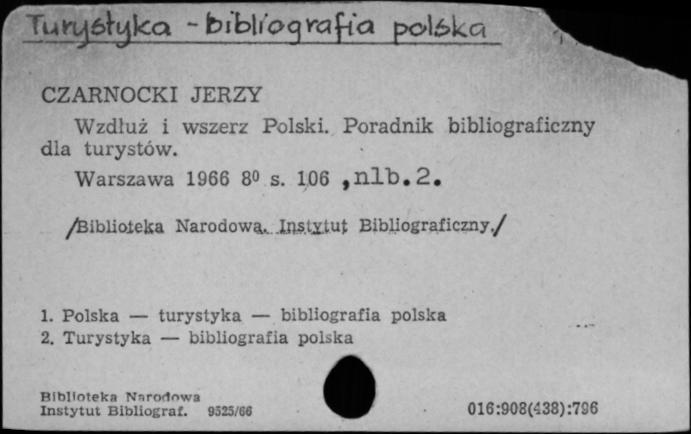 Turystyka - bibliografia polska
CZARNOCKI JERZY
Wzdłuż i wszerz Polski. Poradnik bibliograficzny
dla turystów.
Warszawa 1966 8⁰ s. 106 ,nlb.2.
/Biblioteka Narodowa. Instytut Bibliograficzny./
1. Polska — turystyka — bibliografia polska
2. Turystyka — bibliografia polska
Biblioteka Narodowa
Instytut Bibliograf. 9525/66
016:908(438):796